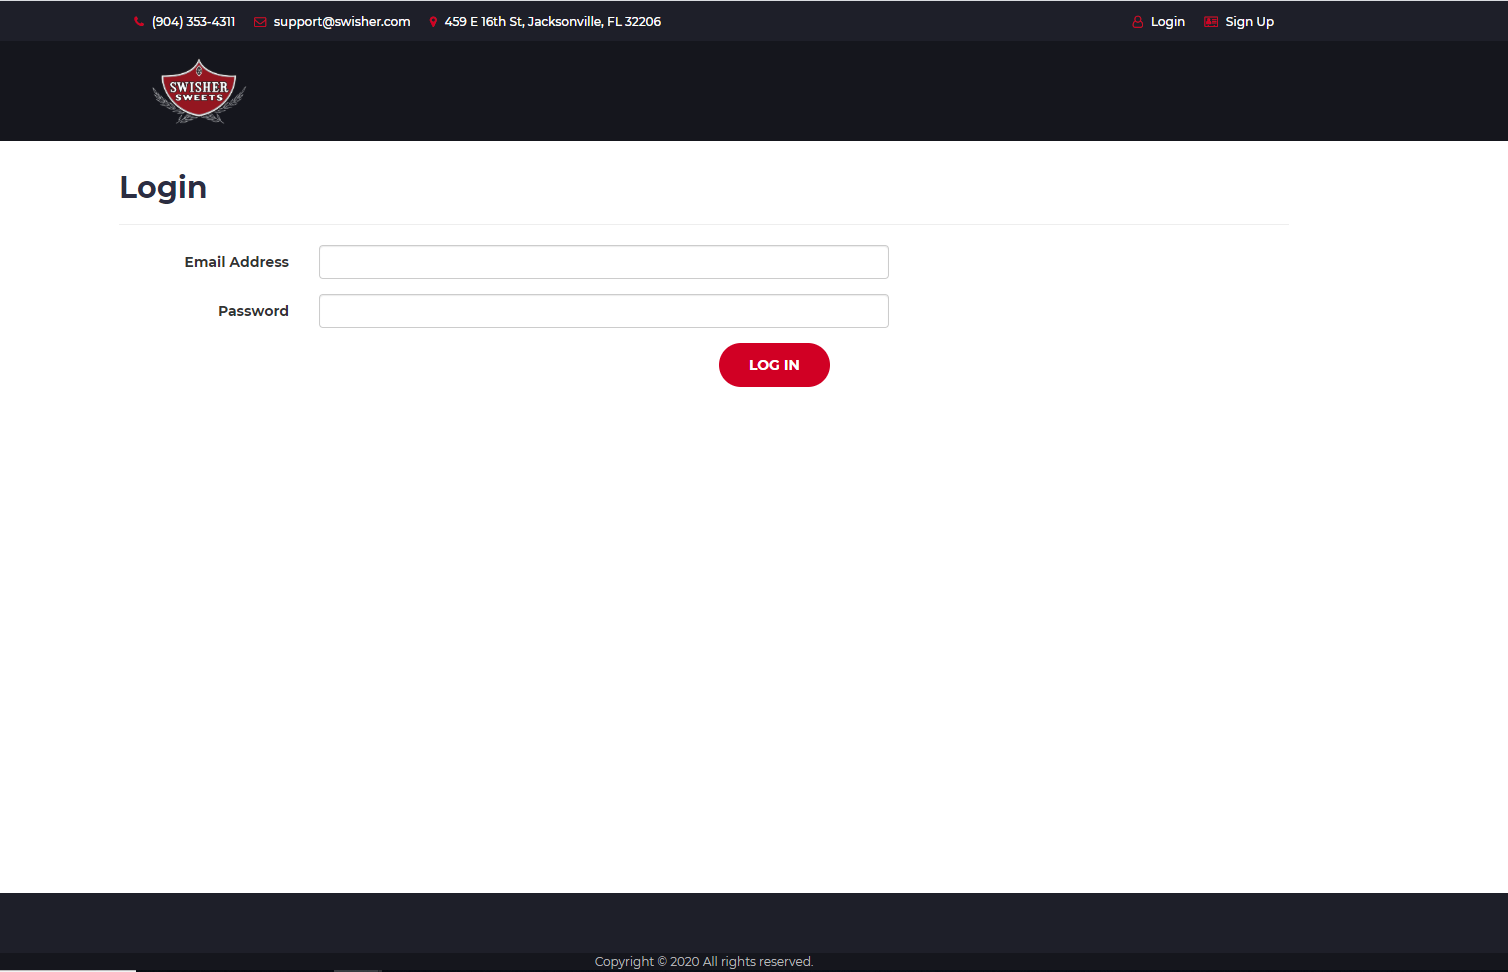 (904) 353-4311 support@swisher.com 459 E 16th St, Jacksonville, FL 32206 Login Sign Up
SWISHER
SWEETS
Login
Email Address
Password
LOG IN
Copyright © 2020 All rights reserved.